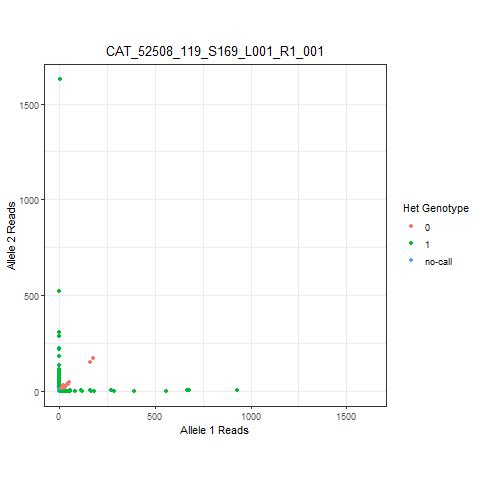 CAT_52508_119_S169_L001_R1_001
Allele 2 Reads
1500
1000
500
0
0 500 1000 1500
Allele 1 Reads
Het Genotype
0
1
no-call